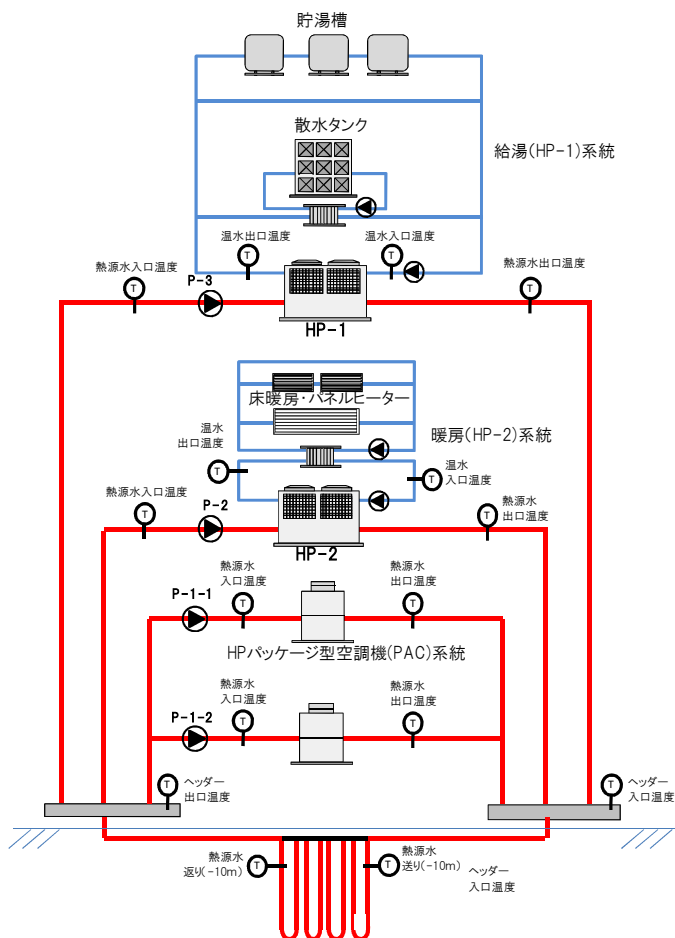 貯湯槽
散水タンク
給湯(HP-1)系統
温水出口温度
温水入口温度
T
T
熱源水入口温度
熱源水出口温度
T
P-3
T
HP-1
床暖房・パネルヒーター
温水
出口温度
暖房(HP-2)系統
T
温水
入口温度
T
熱源水入口温度
P-2
熱源水
出口温度
T
T
HP-2
熱源水
入口温度
熱源水
出口温度
P-1-1
T
T
HPパッケージ型空調機(PAC)系統
熱源水
入口温度
熱源水
出口温度
P-1-2
T
T
T
ヘッダー
出口温度
T
ヘッダー
入口温度
熱源水
返り(-10m)
T
T
熱源水
送り(-10m)
ヘッダー
入口温度